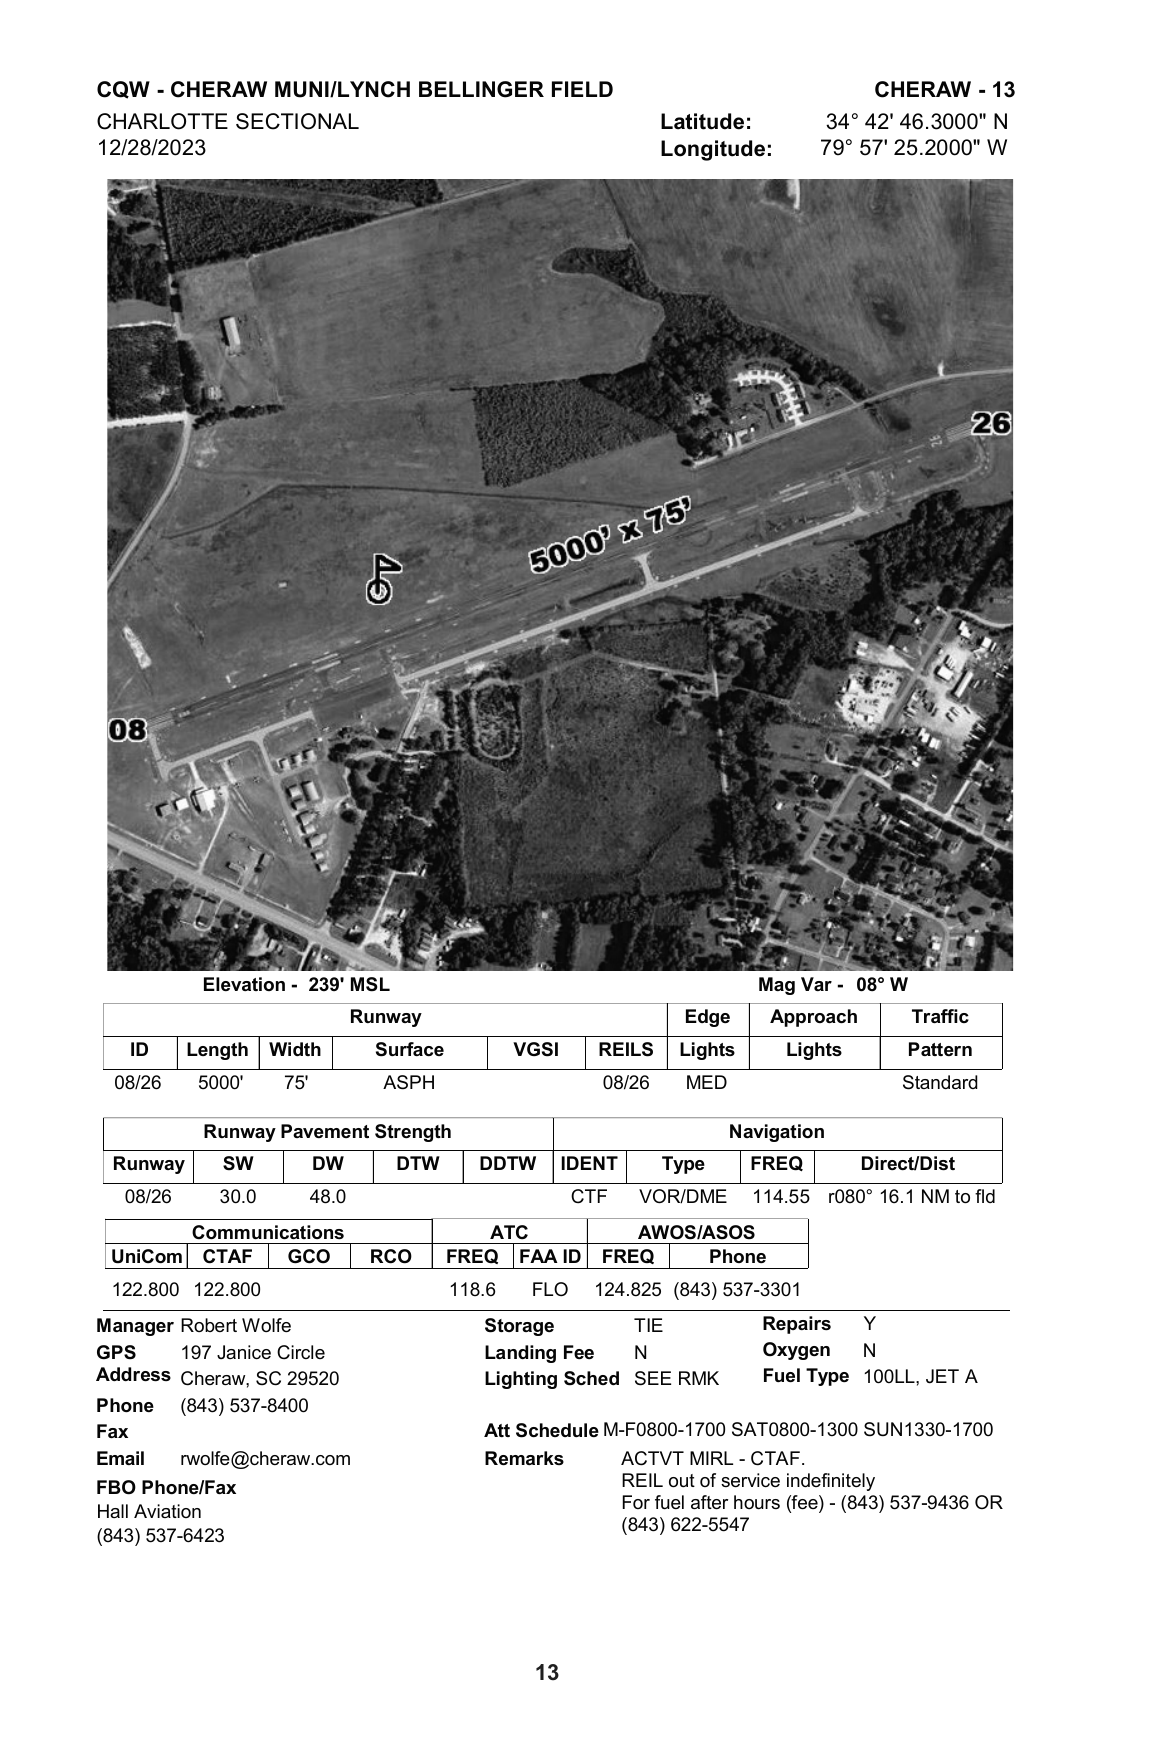 CQW - CHERAW MUNI/LYNCH BELLINGER FIELD CHERAW - 13
CHARLOTTE SECTIONAL Latitude: 34° 42' 46.3000" N
12/28/2023 Longitude: 79° 57' 25.2000" W
26
26
5000' x 75'
08
Elevation - 239' MSL Mag Var - 08° W
Runway Edge Approach Traffic
ID Length Width Surface VGSI REILS Lights Lights Pattern
08/26 5000' 75' ASPH 08/26 MED Standard
Runway Pavement Strength Navigation
Runway SW DW DTW DDTW IDENT Type FREQ Direct/Dist
08/26 30.0 48.0 CTF VOR/DME 114.55 r080° 16.1 NM to fld
Communications ATC AWOS/ASOS
UniCom CTAF GCO RCO FREQ FAA ID FREQ Phone
122.800 122.800 118.6 FLO 124.825 (843) 537-3301
Manager Robert Wolfe Storage TIE Repairs Y
GPS 197 Janice Circle Landing Fee N Oxygen N
Address Cheraw, SC 29520 Lighting Sched SEE RMK Fuel Type 100LL, JET A
Phone (843) 537-8400
Fax Att Schedule M-F0800-1700 SAT0800-1300 SUN1330-1700
Email rwolfe@cheraw.com Remarks ACTVT MIRL - CTAF.
REIL out of service indefinitely
FBO Phone/Fax
For fuel after hours (fee) - (843) 537-9436 OR
Hall Aviation
(843) 622-5547
(843) 537-6423
13